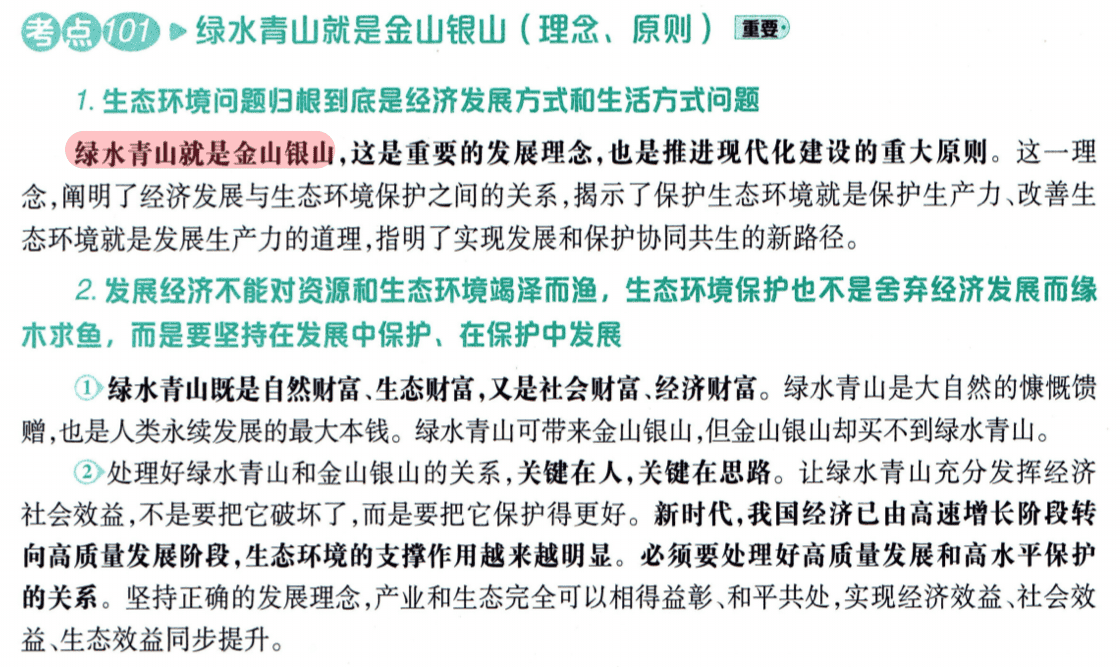 考点101 ▶ 绿水青山就是金山银山（理念、原则） 重要
1. 生态环境问题归根到底是经济发展方式和生活方式问题
绿水青山就是金山银山,这是重要的发展理念,也是推进现代化建设的重大原则。这一理
念,阐明了经济发展与生态环境保护之间的关系,揭示了保护生态环境就是保护生产力、改善生
态环境就是发展生产力的道理,指明了实现发展和保护协同共生的新路径。
2. 发展经济不能对资源和生态环境竭泽而渔，生态环境保护也不是舍弃经济发展而缘
木求鱼，而是要坚持在发展中保护、在保护中发展
①绿水青山既是自然财富、生态财富,又是社会财富、经济财富。绿水青山是大自然的慷慨馈
赠,也是人类永续发展的最大本钱。绿水青山可带来金山银山,但金山银山却买不到绿水青山。
②处理好绿水青山和金山银山的关系,关键在人,关键在思路。让绿水青山充分发挥经济
社会效益,不是要把它破坏了,而是要把它保护得更好。新时代,我国经济已由高速增长阶段转
向高质量发展阶段,生态环境的支撑作用越来越明显。必须要处理好高质量发展和高水平保护
的关系。坚持正确的发展理念,产业和生态完全可以相得益彰、和平共处,实现经济效益、社会效
益、生态效益同步提升。